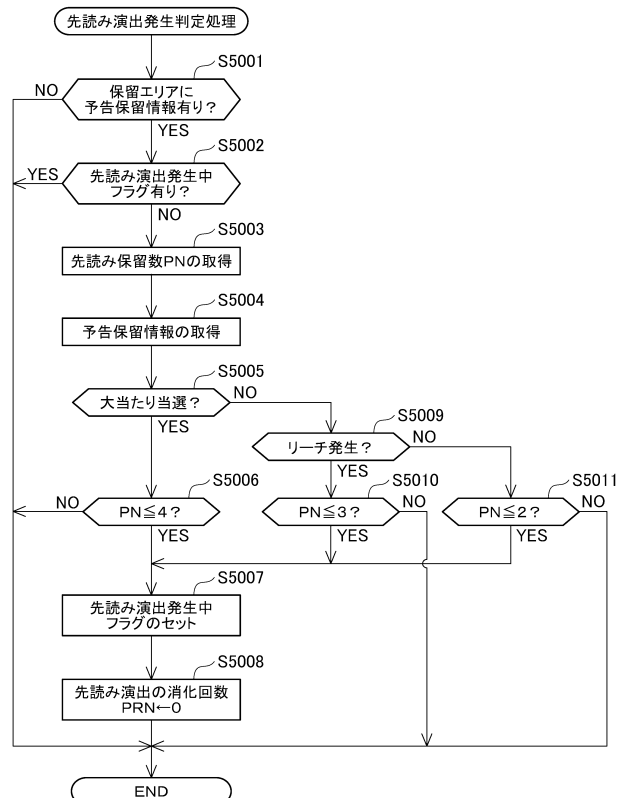 先読み演出発生判定処理
S5001
NO
保留エリアに
予告保留情報有り？
YES
S5002
YES
先読み演出発生中
フラグ有り？
NO
S5003
先読み保留数PNの取得
S5004
予告保留情報の取得
S5005
大当たり当選？
NO
YES
S5009
リーチ発生？
NO
YES
S5006
NO
PN≦4？
YES
S5010
PN≦3？
NO
YES
S5011
PN≦2？
NO
YES
S5007
先読み演出発生中
フラグのセット
S5008
先読み演出の消化回数
PRN←0
END